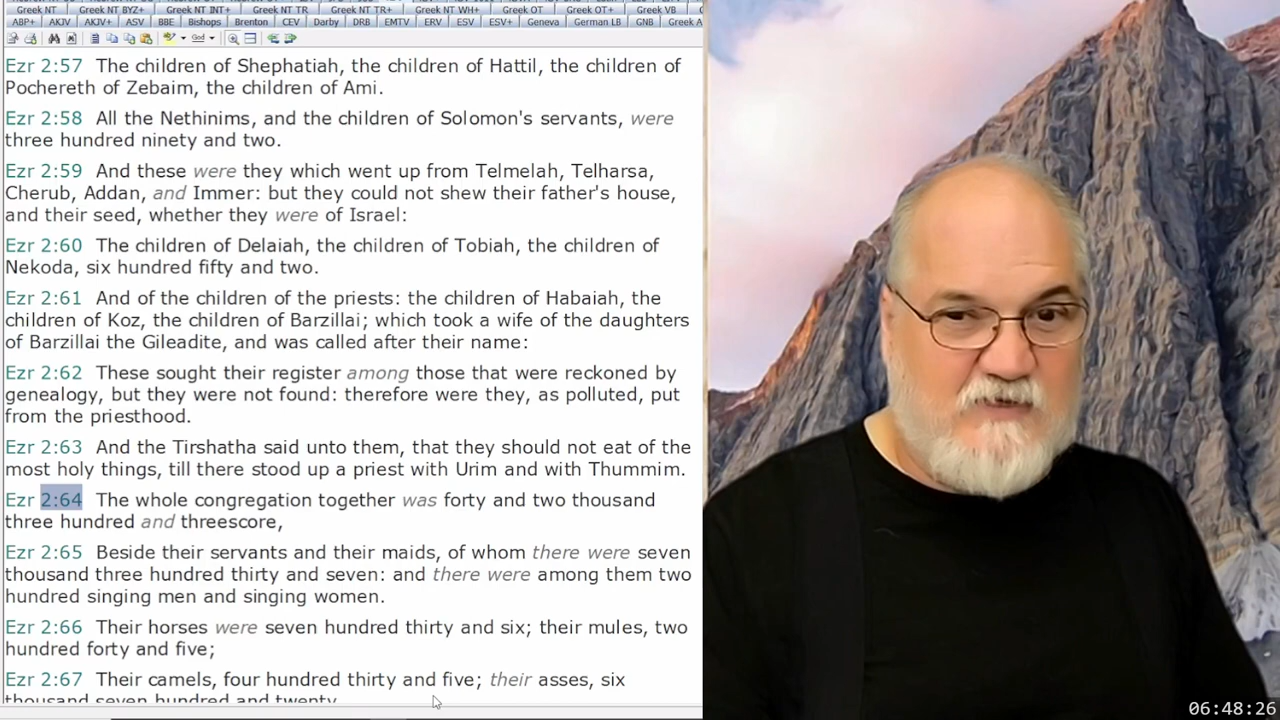 Greek NT Greek NT BYZ+ Greek NT INT+ Greek NT TR Greek NT TR+ Greek NT WH+ Greek OT Greek OT+ Greek VB
ABP+ AKJV AKJV+ ASV BBE Bishops Brenton CEV Darby DRB EMTV ERV ESV ESV+ Geneva German LB GNB Greek A
Ezr 2:57 The children of Shephatiah, the children of Hattil, the children of
Pochereth of Zebaim, the children of Ami.
Ezr 2:58 All the Nethinims, and the children of Solomon's servants, were
three hundred ninety and two.
Ezr 2:59 And these were they which went up from Telmelah, Telharsa,
Cherub, Addan, and Immer: but they could not shew their father's house,
and their seed, whether they were of Israel:
Ezr 2:60 The children of Delaiah, the children of Tobiah, the children of
Nekoda, six hundred fifty and two.
Ezr 2:61 And of the children of the priests: the children of Habaiah, the
children of Koz, the children of Barzillai; which took a wife of the daughters
of Barzillai the Gileadite, and was called after their name:
Ezr 2:62 These sought their register among those that were reckoned by
genealogy, but they were not found: therefore were they, as polluted, put
from the priesthood.
Ezr 2:63 And the Tirshatha said unto them, that they should not eat of the
most holy things, till there stood up a priest with Urim and with Thummim.
Ezr 2:64 The whole congregation together was forty and two thousand
three hundred and threescore,
Ezr 2:65 Beside their servants and their maids, of whom there were seven
thousand three hundred thirty and seven: and there were among them two
hundred singing men and singing women.
Ezr 2:66 Their horses were seven hundred thirty and six; their mules, two
hundred forty and five;
Ezr 2:67 Their camels, four hundred thirty and five; their asses, six
thousand seven hundred and twenty
06:48:26